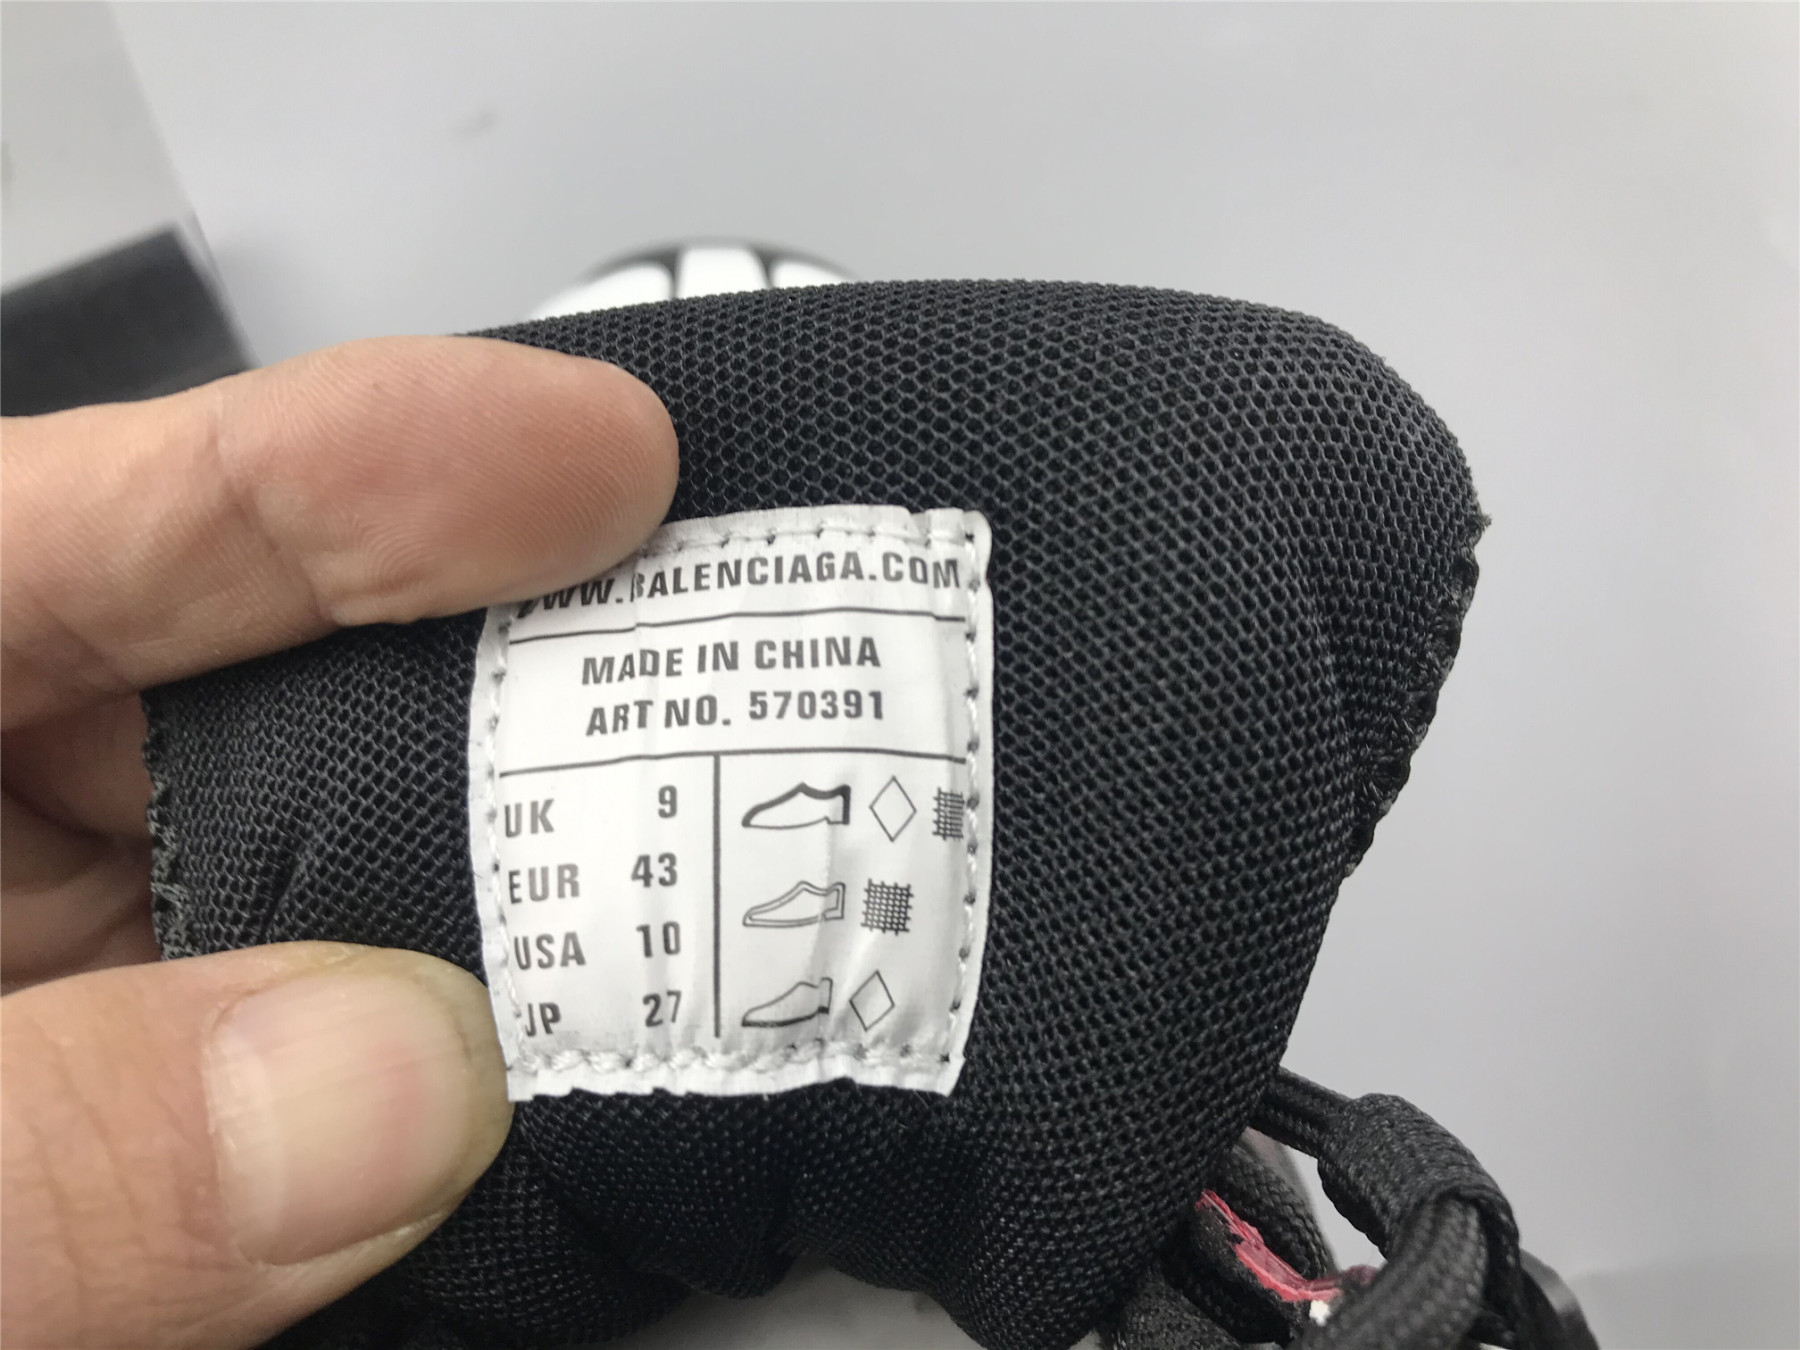 WWW.BALENCIAGA.COM
MADE IN CHINA
ART NO. 570391
UK 9
EUR 43
USA 10
JP 27